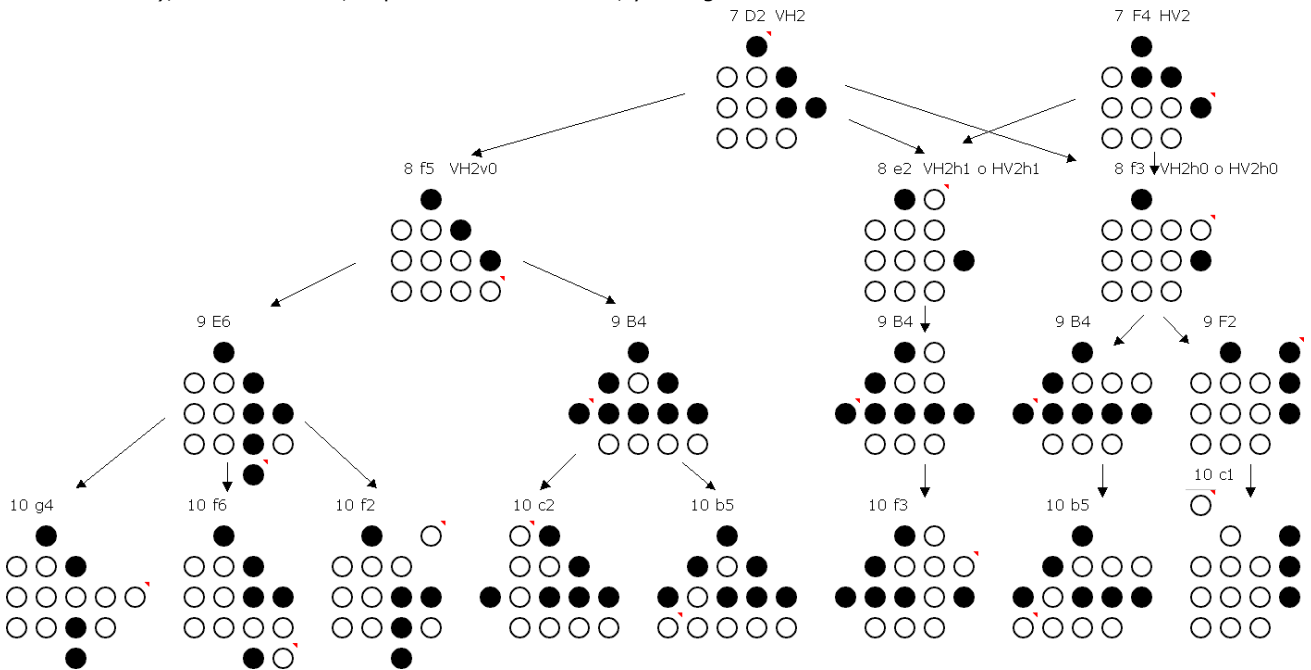 7 D2 VH2
7 F4 HV2
8 f5 VH2v0
8 e2 VH2h1 o HV2h1
8 f3 VH2h0 o HV2h0
9 E6
9 B4
9 B4
9 B4
9 F2
10 g4
10 f6
10 f2
10 c2
10 b5
10 f3
10 b5
10 c1